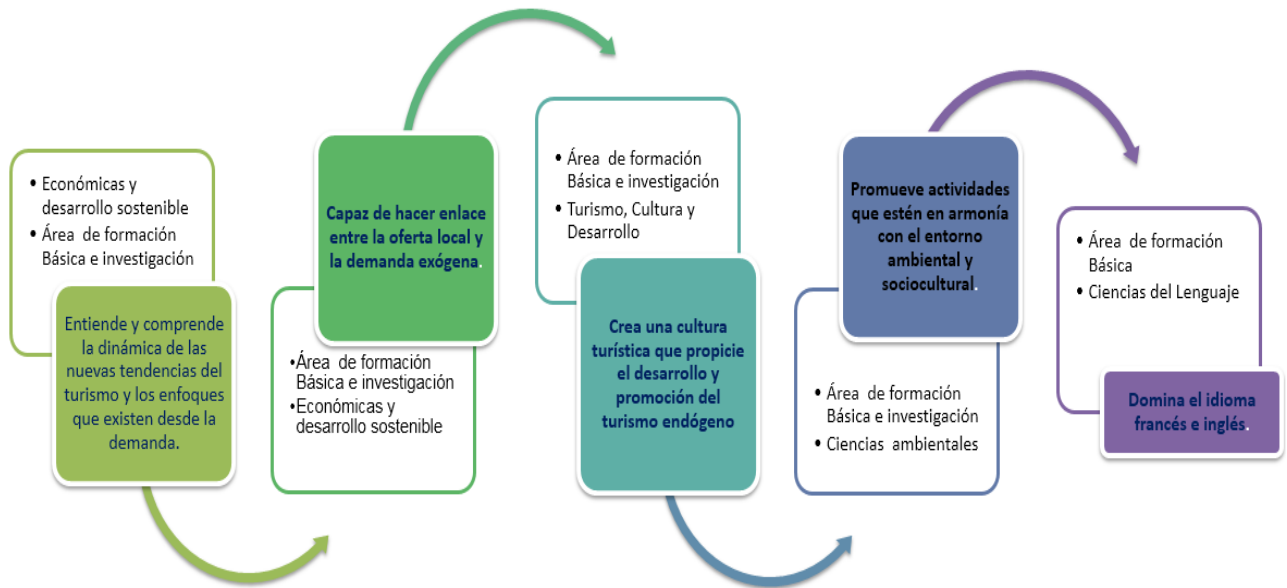 • Económicas y
desarrollo sostenible
• Área de formación
Básica e investigación
Entiende y comprende
la dinámica de las
nuevas tendencias del
turismo y los enfoques
que existen desde la
demanda.
Capaz de hacer enlace
entre la oferta local y
la demanda exógena.
•Área de formación
Básica e investigación
•Económicas y
desarrollo sostenible
• Área de formación
Básica e investigación
• Turismo, Cultura y
Desarrollo
Crea una cultura
turística que propicie
el desarrollo y
promoción del
turismo endógeno
Promueve actividades
que estén en armonía
con el entorno
ambiental y
sociocultural.
• Área de formación
Básica e investigación
• Ciencias ambientales
• Área de formación
Básica
• Ciencias del Lenguaje
Domina el idioma
francés e inglés.